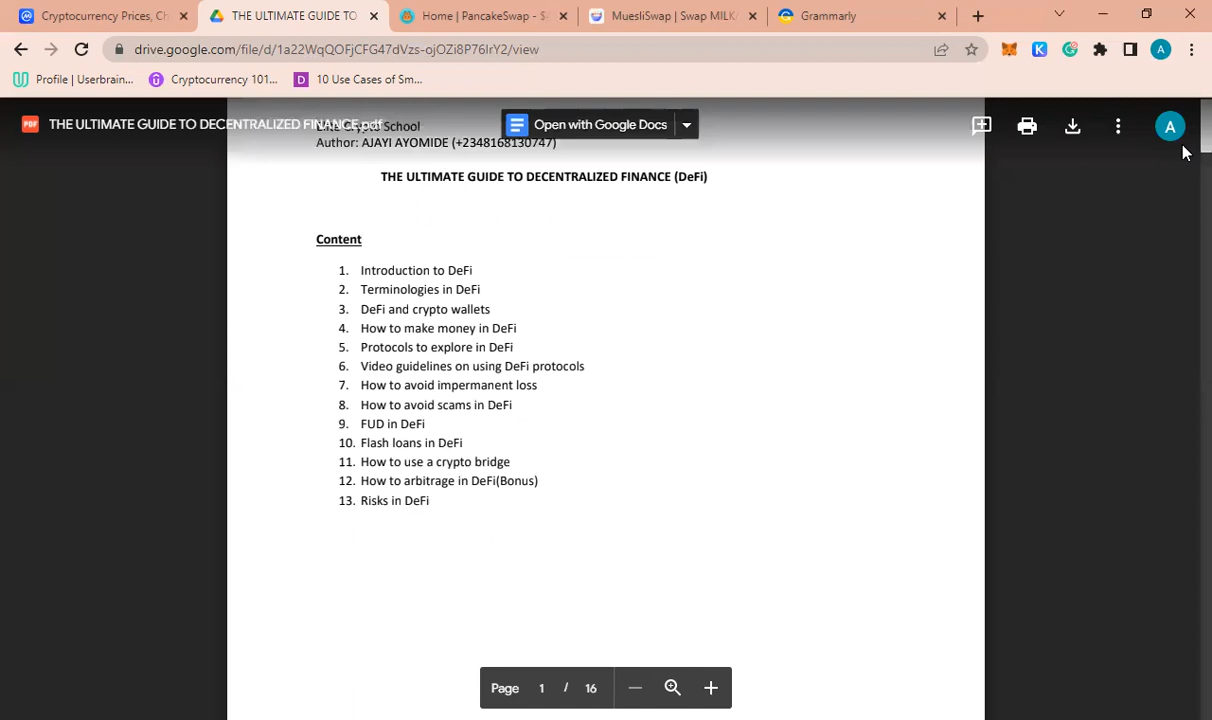 Cryptocurrency Prices, Ch
THE ULTIMATE GUIDE TO
Home | PancakeSwap -
MuesliSwap | Swap MILK
Grammarly
drive.google.com/file/d/1a22WqQOFjCFG47dVzs-ojOZi8P76IrY2/view
Profile | Userbrain...
Cryptocurrency 101...
10 Use Cases of Sm...
THE ULTIMATE GUIDE TO DECENTRALIZED FINANCE.pdf
Crypto School
Open with Google Docs
Author: AJAYI AYOMIDE (+2348168130747)
THE ULTIMATE GUIDE TO DECENTRALIZED FINANCE (DeFi)
Content
1. Introduction to DeFi
2. Terminologies in DeFi
3. DeFi and crypto wallets
4. How to make money in DeFi
5. Protocols to explore in DeFi
6. Video guidelines on using DeFi protocols
7. How to avoid impermanent loss
8. How to avoid scams in DeFi
9. FUD in DeFi
10. Flash loans in DeFi
11. How to use a crypto bridge
12. How to arbitrage in DeFi(Bonus)
13. Risks in DeFi
Page 1 / 16